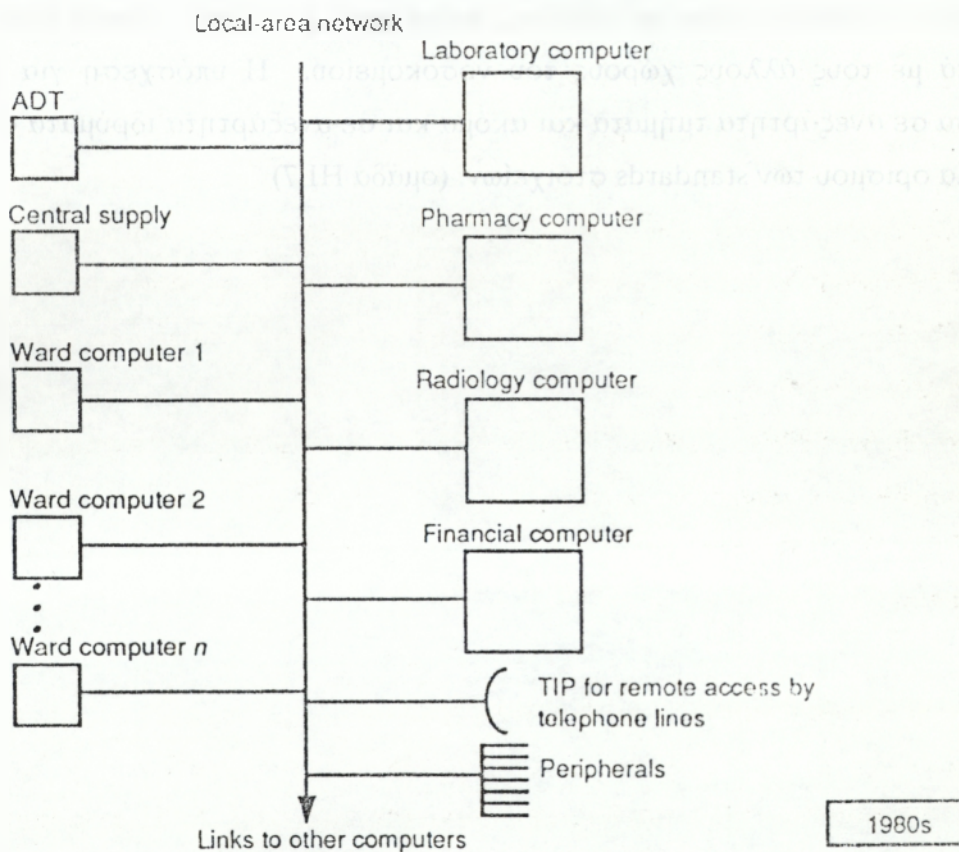 Local-area network
Laboratory computer
ADT
Central supply
Pharmacy computer
Ward computer 1
Radiology computer
Ward computer 2
Financial computer
Ward computer n
TIP for remote access by
telephone lines
Peripherals
Links to other computers
1980s